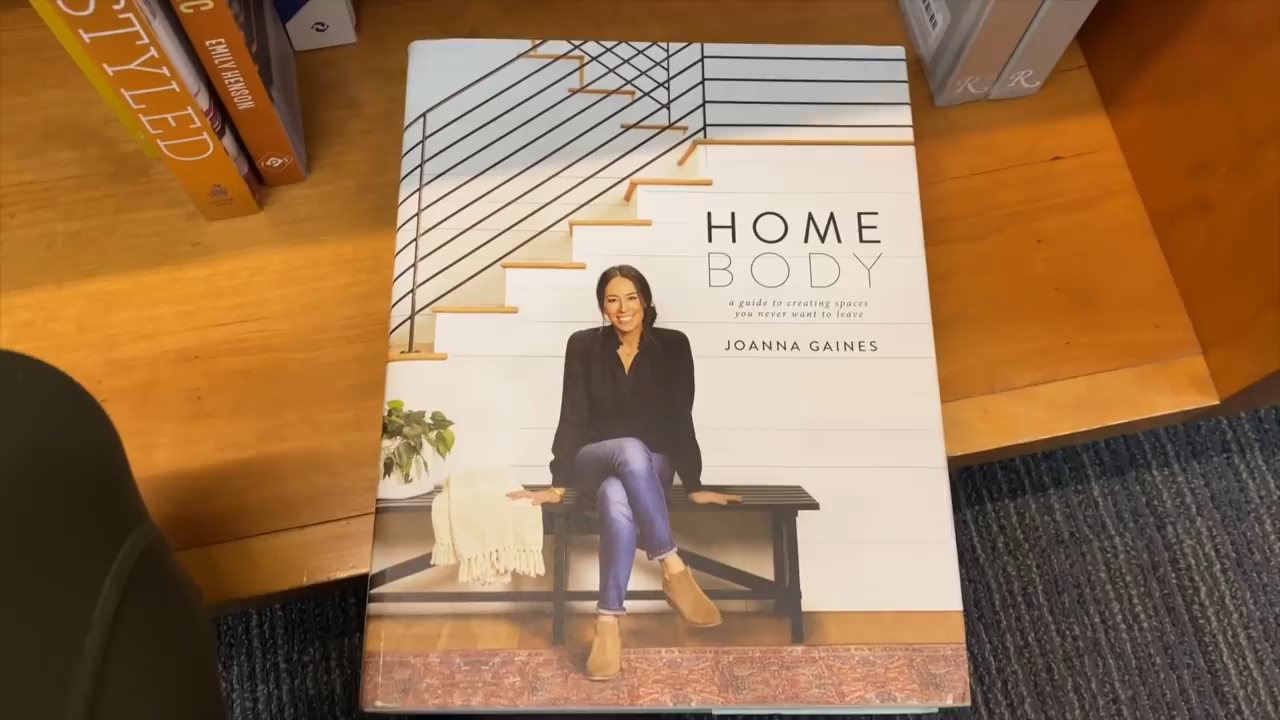 STYLED
C
EMILY HENSON
R
R
HOME
BODY
a guide to creating spaces
you never want to leave
JOANNA GAINES